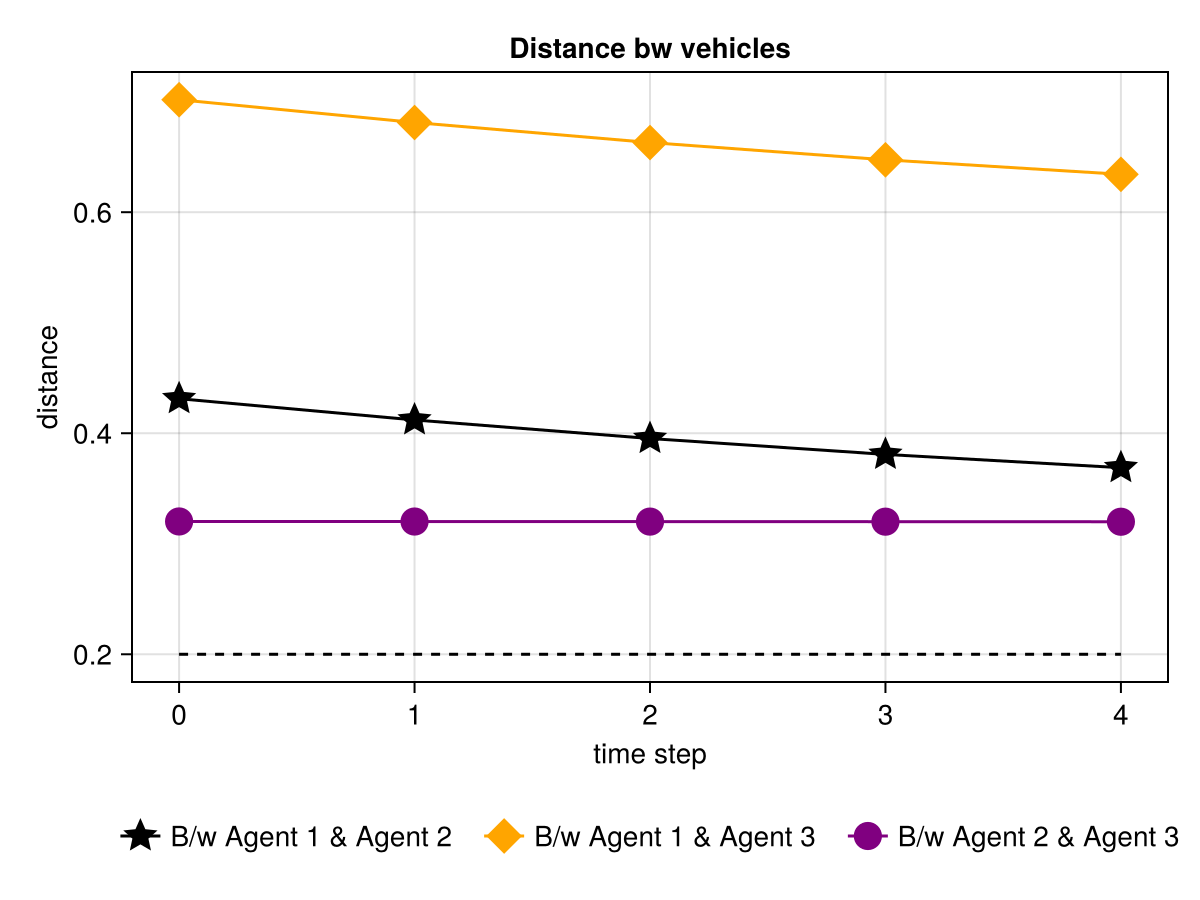 Distance bw vehicles
distance
0.6
0.4
0.2
0 1 2 3 4
time step
B/w Agent 1 & Agent 2 B/w Agent 1 & Agent 3 B/w Agent 2 & Agent 3